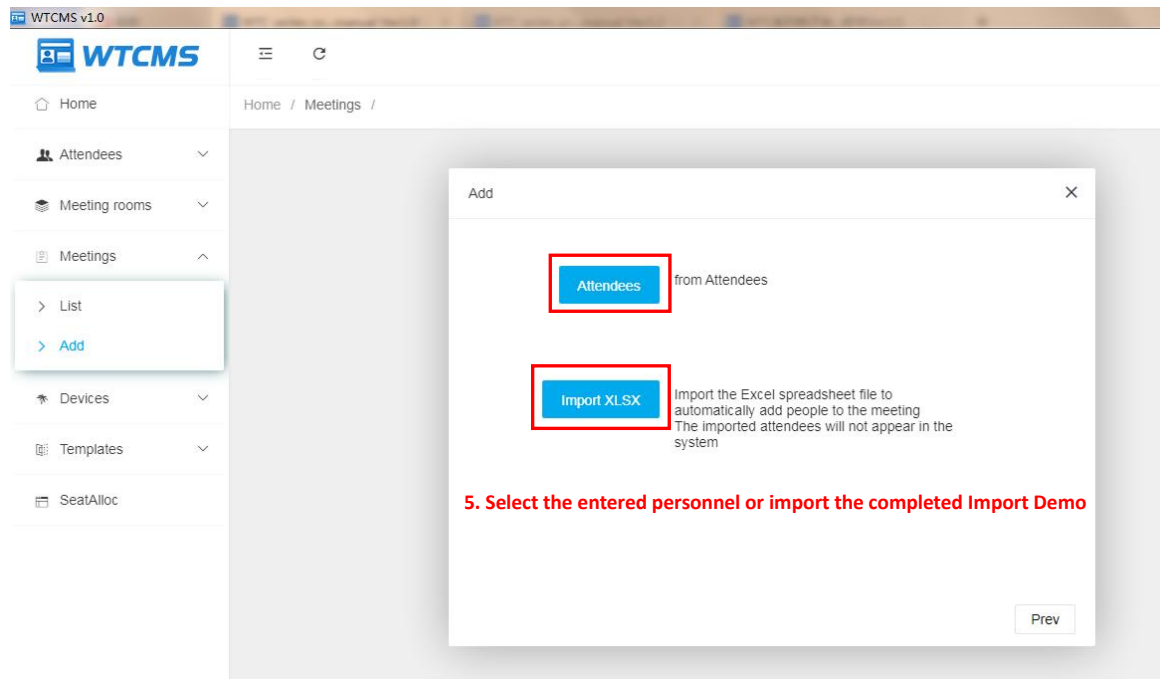 WTCMS v1.0
WTCMS
Home
Home / Meetings /
Attendees
Meeting rooms
Meetings
List
Add
Devices
Templates
SeatAlloc
Add
Attendees
from Attendees
Import XLSX
Import the Excel spreadsheet file to
automatically add people to the meeting
The imported attendees will not appear in the
system
5. Select the entered personnel or import the completed Import Demo
Prev